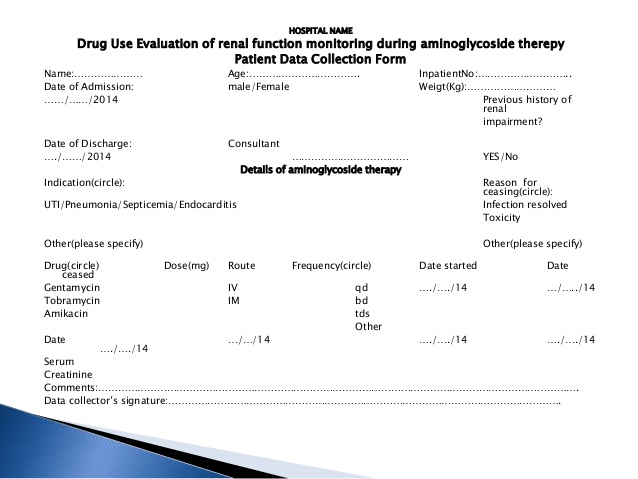 HOSPITAL NAME
Drug Use Evaluation of renal function monitoring during aminoglycoside therepy
Patient Data Collection Form
Name:………………… Age:…………………………… InpatientNo:………………………..
Date of Admission: male/Female Weigt(Kg):………………………
……/……/2014 Previous history of
renal
impairment?
Date of Discharge: Consultant
…./……/2014 ……………………………… YES/No
Details of aminoglycoside therapy
Indication(circle): Reason for
ceasing(circle):
UTI/Pneumonia/Septicemia/Endocarditis Infection resolved
Toxicity
Other(please specify) Other(please specify)
Drug(circle) Dose(mg) Route Frequency(circle) Date started Date
ceased
Gentamycin IV qd …./…./14 …/…../14
Tobramycin IM bd
Amikacin tds
Other
Date …/…/14 …./…./14 …./…./14
…./…./14
Serum
Creatinine
Comments:……………………………………………………………………………………………………………………………………
Data collector's signature:…………………………………………………………………………………………………………….